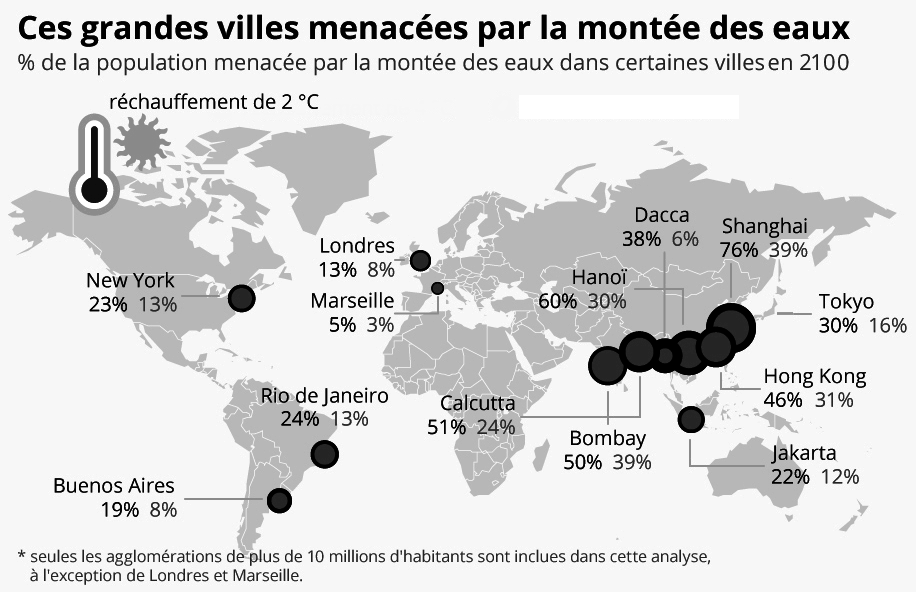 Ces grandes villes menacées par la montée des eaux
% de la population menacée par la montée des eaux dans certaines villes en 2100
réchauffement de 2 °C
Dacca
38% 6%
Shanghai
76% 39%
Londres
13% 8%
Hanoï
60% 30%
New York
23% 13%
Marseille
5% 3%
Tokyo
30% 16%
Hong Kong
46% 31%
Rio de Janeiro
24% 13%
Calcutta
51% 24%
Bombay
50% 39%
Jakarta
22% 12%
Buenos Aires
19% 8%
* seules les agglomérations de plus de 10 millions d'habitants sont inclues dans cette analyse,
à l'exception de Londres et Marseille.